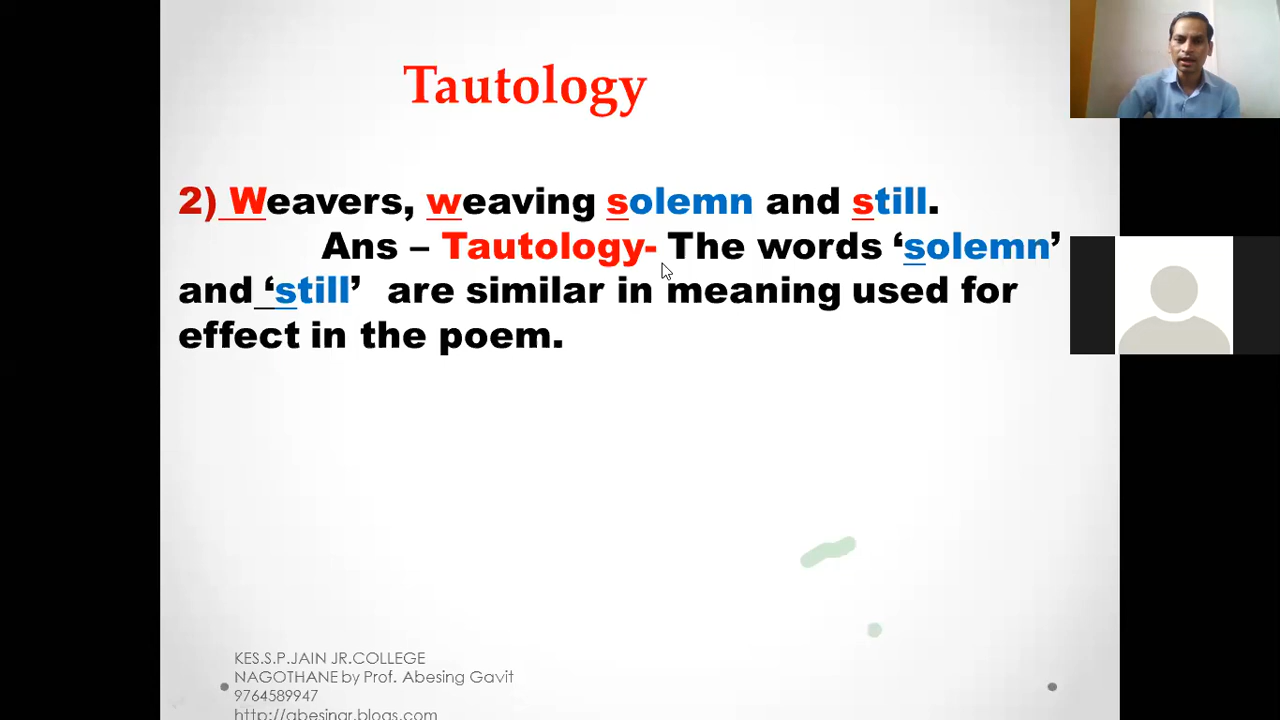 Tautology
2) Weavers, weaving solemn and still.
Ans – Tautology- The words ‘solemn’
and ‘still’ are similar in meaning used for
effect in the poem.
KES.S.P.JAIN JR.COLLEGE
NAGOTHANE by Prof. Abesing Gavit
9764589947
http://abesingr.blogs.com